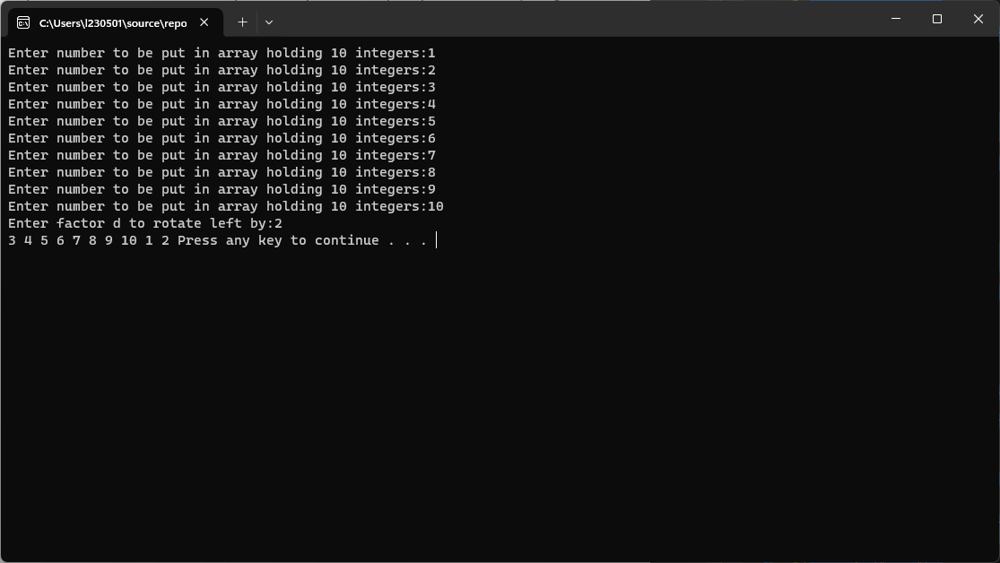 C:\Users\l230501\source\repo
Enter number to be put in array holding 10 integers:1
Enter number to be put in array holding 10 integers:2
Enter number to be put in array holding 10 integers:3
Enter number to be put in array holding 10 integers:4
Enter number to be put in array holding 10 integers:5
Enter number to be put in array holding 10 integers:6
Enter number to be put in array holding 10 integers:7
Enter number to be put in array holding 10 integers:8
Enter number to be put in array holding 10 integers:9
Enter number to be put in array holding 10 integers:10
Enter factor d to rotate left by:2
3 4 5 6 7 8 9 10 1 2 Press any key to continue . . .